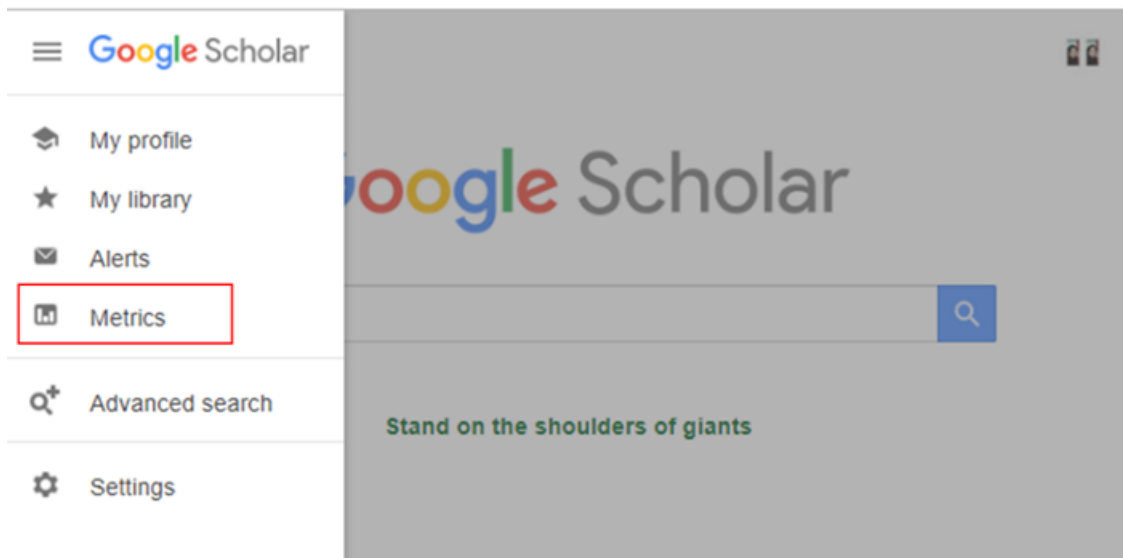 Google Scholar
My profile
My library
Alerts
Metrics
Advanced search
Settings
oogle Scholar
Stand on the shoulders of giants